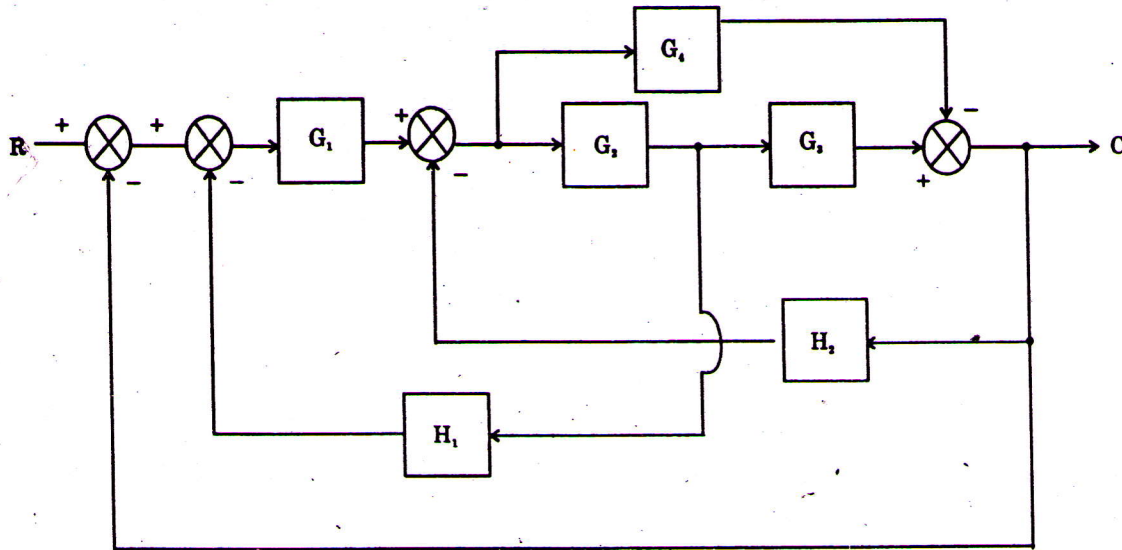 G₄
+ + G₁ + G₂ G₃ -
R C
- - - +
H₂
H₁